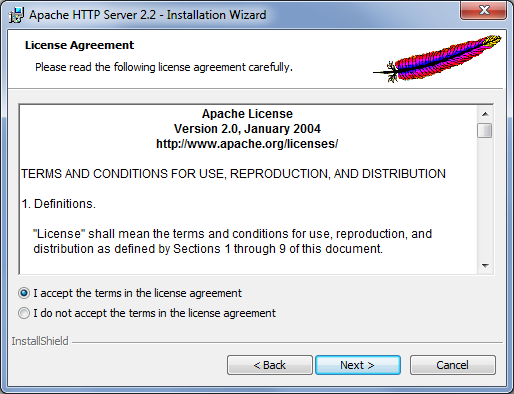 Apache HTTP Server 2.2 - Installation Wizard
License Agreement
Please read the following license agreement carefully.
Apache License
Version 2.0, January 2004
http://www.apache.org/licenses/
TERMS AND CONDITIONS FOR USE, REPRODUCTION, AND DISTRIBUTION
1. Definitions.
"License" shall mean the terms and conditions for use, reproduction, and
distribution as defined by Sections 1 through 9 of this document.
I accept the terms in the license agreement
I do not accept the terms in the license agreement
InstallShield
< Back Next > Cancel